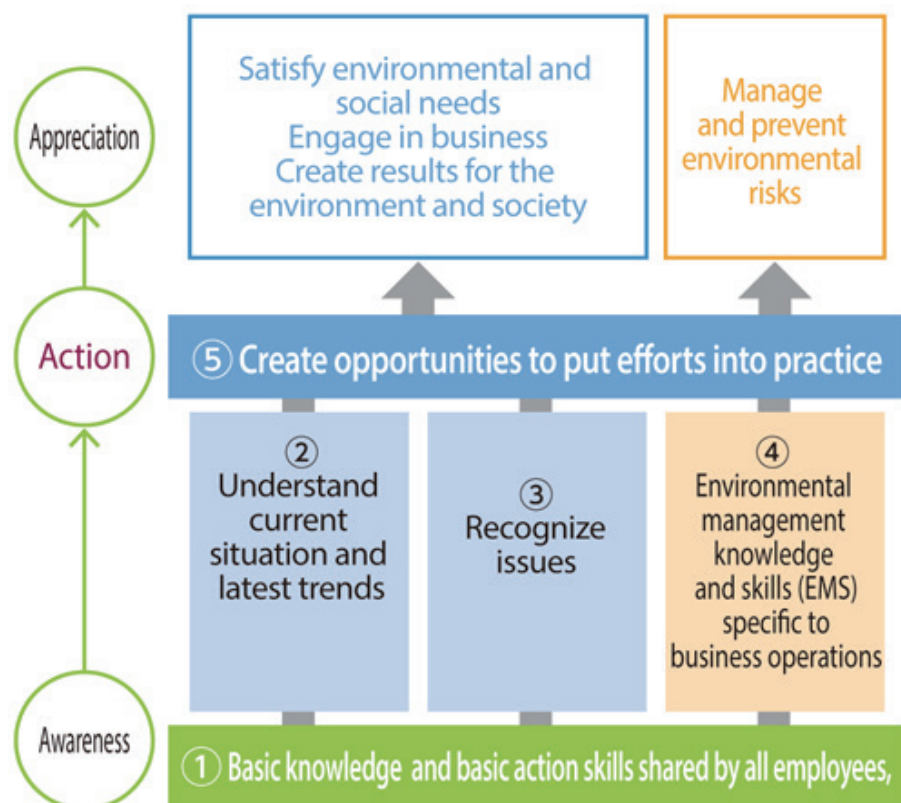 Appreciation
Satisfy environmental and
social needs
Engage in business
Create results for the
environment and society
Manage
and prevent
environmental
risks
Action
⑤ Create opportunities to put efforts into practice
②
Understand
current
situation and
latest trends
③
Recognize
issues
④
Environmental
management
knowledge
and skills (EMS)
specific to
business operations
Awareness
① Basic knowledge and basic action skills shared by all employees,